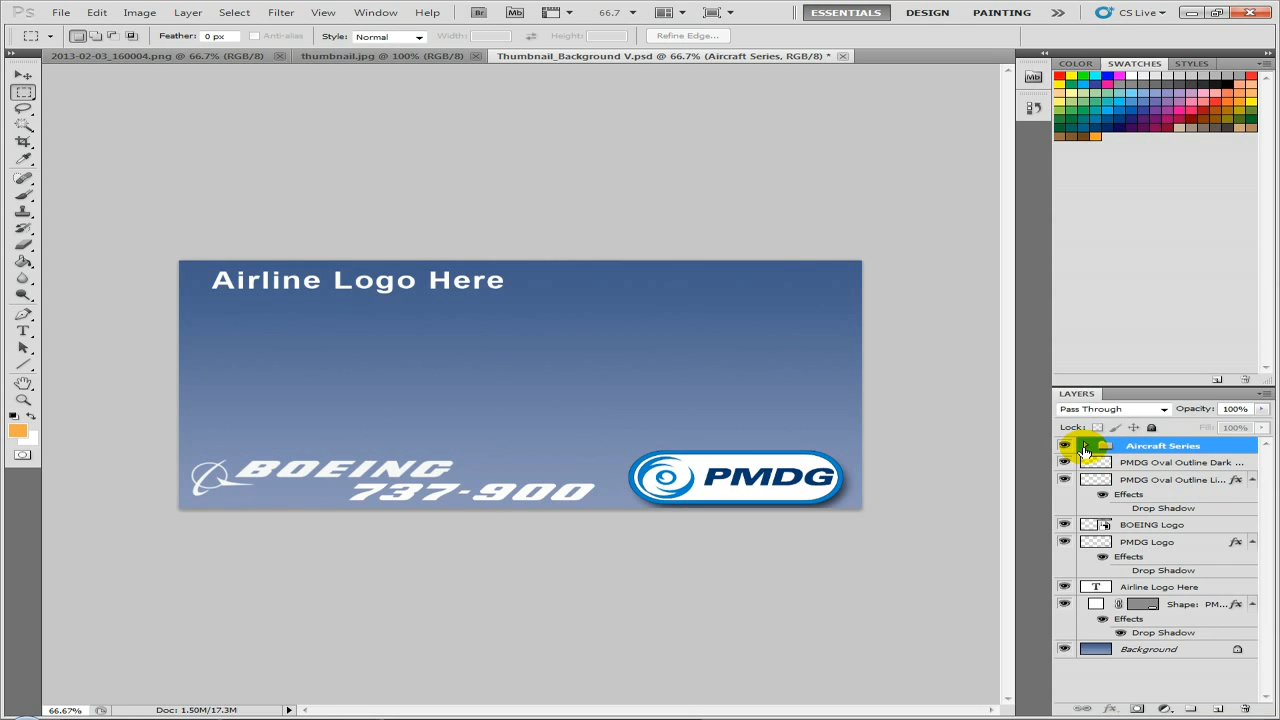 Ps File Edit Image Layer Select Filter Analysis View Window Help Br Mb 66.7 ESSENTIALS DESIGN PAINTING CS Live
Feather: 0 px Anti-alias Style: Normal Width: Height: Refine Edge...
2013-02-03_160004.png @ 66.7% (RGB/8) thumbnail.jpg @ 100% (RGB/8) Thumbnail_Background V.psd @ 66.7% (Aircraft Series, RGB/8) *
COLOR SWATCHES STYLES
Mb
Airline Logo Here
BOEING
737-900
PMDG
LAYERS
Pass Through Opacity: 100%
Lock: Fill: 100%
Aircraft Series
PMDG Oval Outline Dark ...
PMDG Oval Outline Li... fx
Effects
Drop Shadow
BOEING Logo
PMDG Logo fx
Effects
Drop Shadow
T Airline Logo Here
Shape: PM... fx
Effects
Drop Shadow
Background
66.67% Doc: 1.50M/17.3M